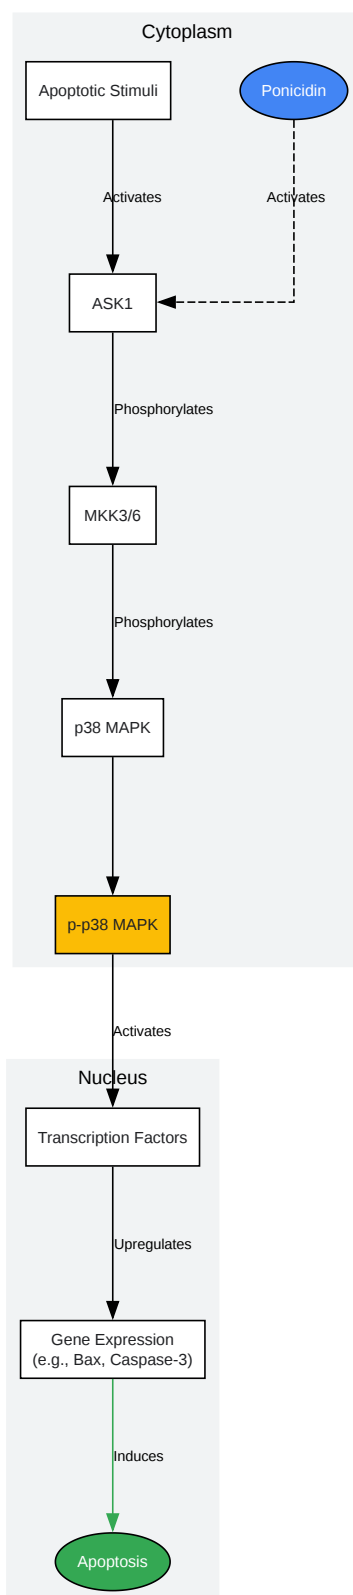 Cytoplasm
Apoptotic Stimuli
Ponicidin
Activates
Activates
ASK1
Phosphorylates
MKK3/6
Phosphorylates
p38 MAPK
p-p38 MAPK
Activates
Nucleus
Transcription Factors
Upregulates
Gene Expression
(e.g., Bax, Caspase-3)
Induces
Apoptosis